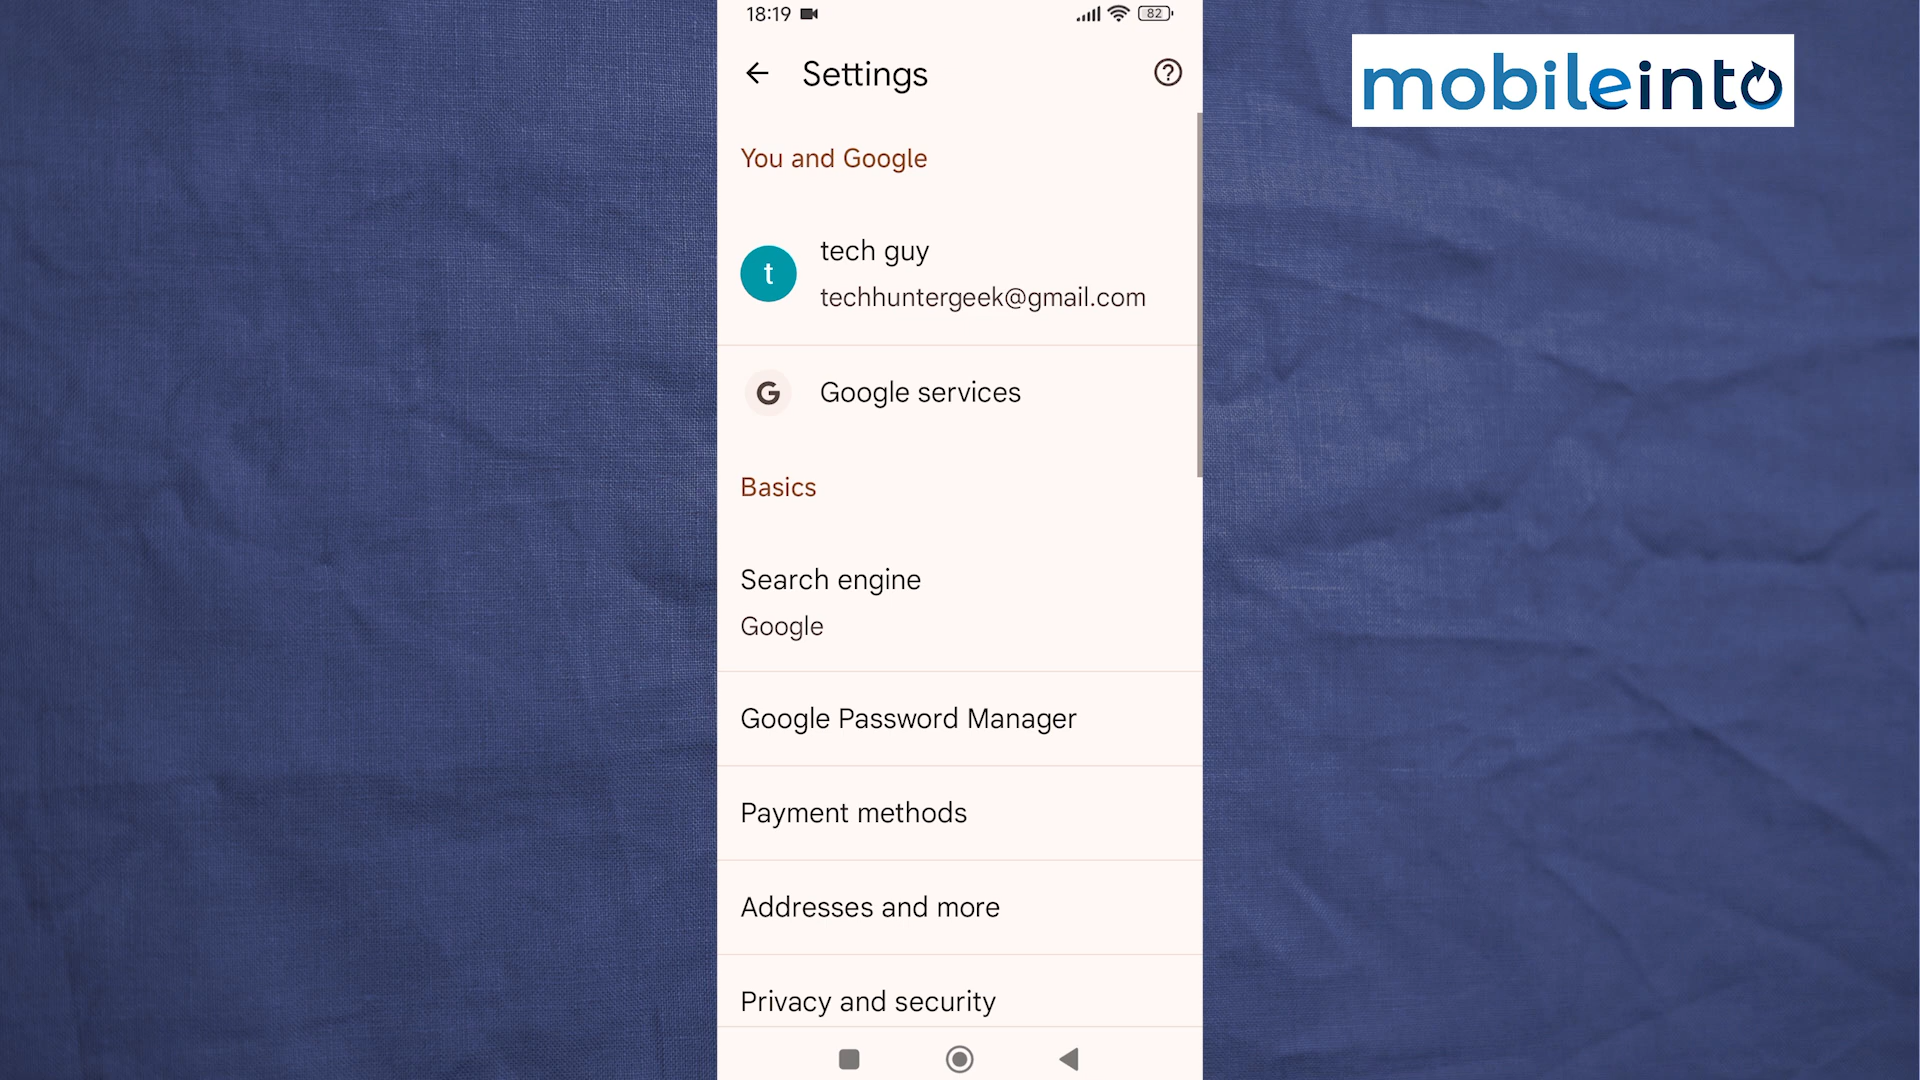 18:19
82
Settings
mobileinto
You and Google
t
tech guy
techhuntergeek@gmail.com
G
Google services
Basics
Search engine
Google
Google Password Manager
Payment methods
Addresses and more
Privacy and security